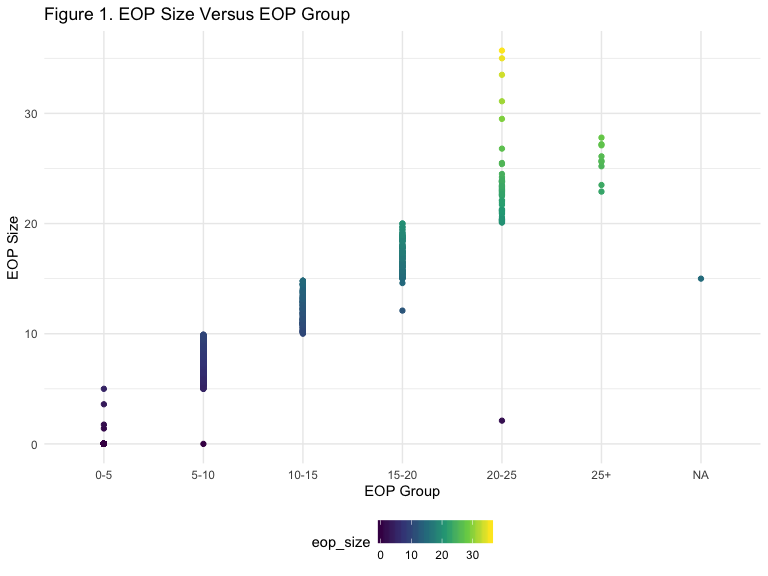 Figure 1. EOP Size Versus EOP Group
30
20
10
0
EOP Size
0-5 5-10 10-15 15-20 20-25 25+ NA
EOP Group
eop_size
0 10 20 30